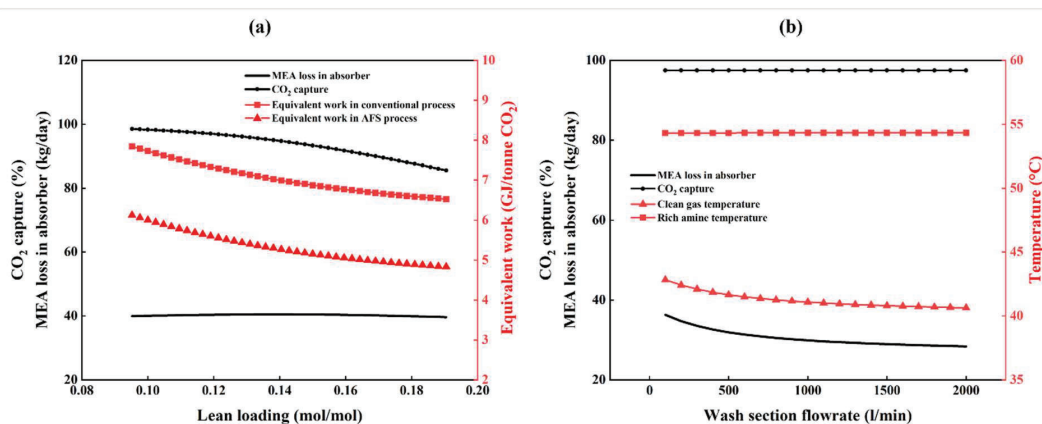 (a)
CO₂ capture (%)
MEA loss in absorber (kg/day)
120
100
80
60
40
20
MEA loss in absorber
CO₂ capture
Equivalent work in conventional process
Equivalent work in AFS process
10
9
8
7
6
5
4
3
2
Equivalent work (GJ/tonne CO₂)
0.08 0.10 0.12 0.14 0.16 0.18 0.20
Lean loading (mol/mol)
(b)
CO₂ capture (%)
MEA loss in absorber (kg/day)
100
80
60
40
20
MEA loss in absorber
CO₂ capture
Clean gas temperature
Rich amine temperature
60
55
50
45
40
35
Temperature (°C)
0 500 1000 1500 2000
Wash section flowrate (l/min)